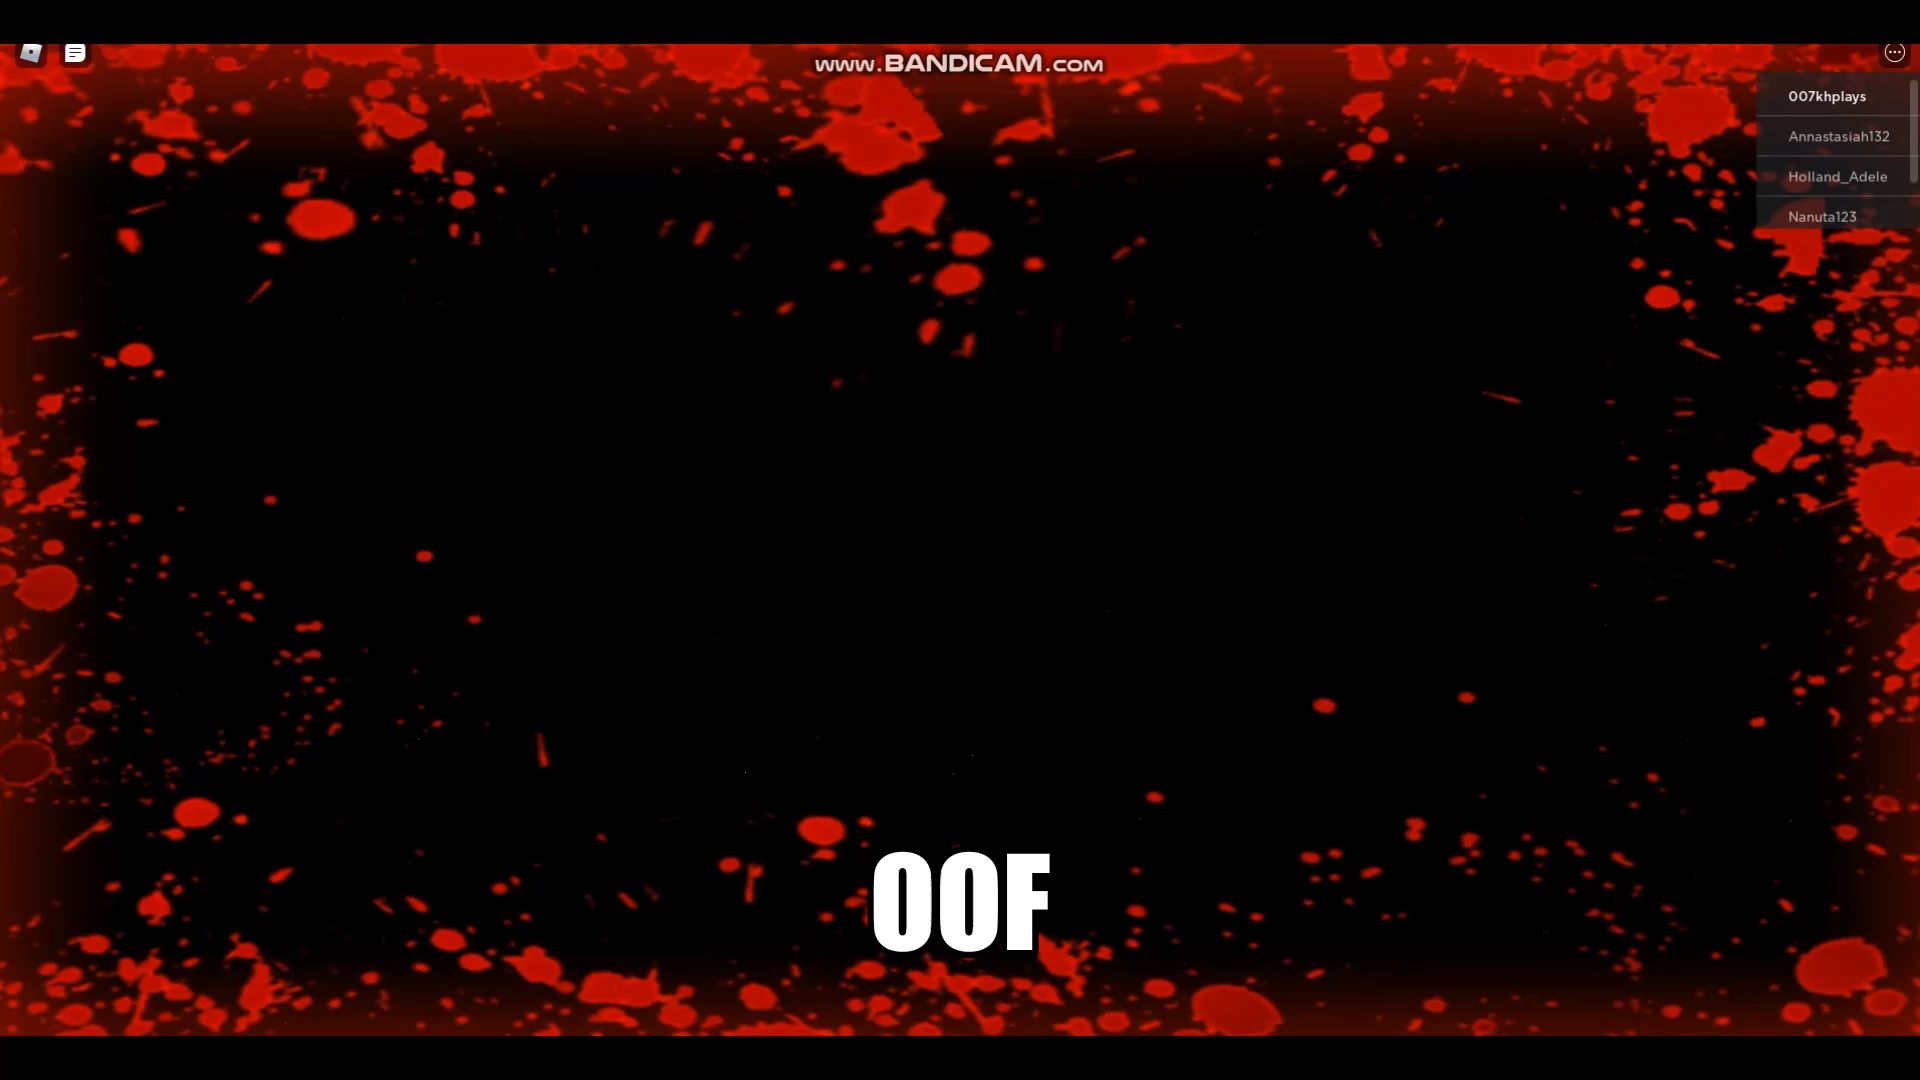 www.BANDICAM.com
007khplays
Annastasiah132
Holland_Adele
Nanuta123
OOF